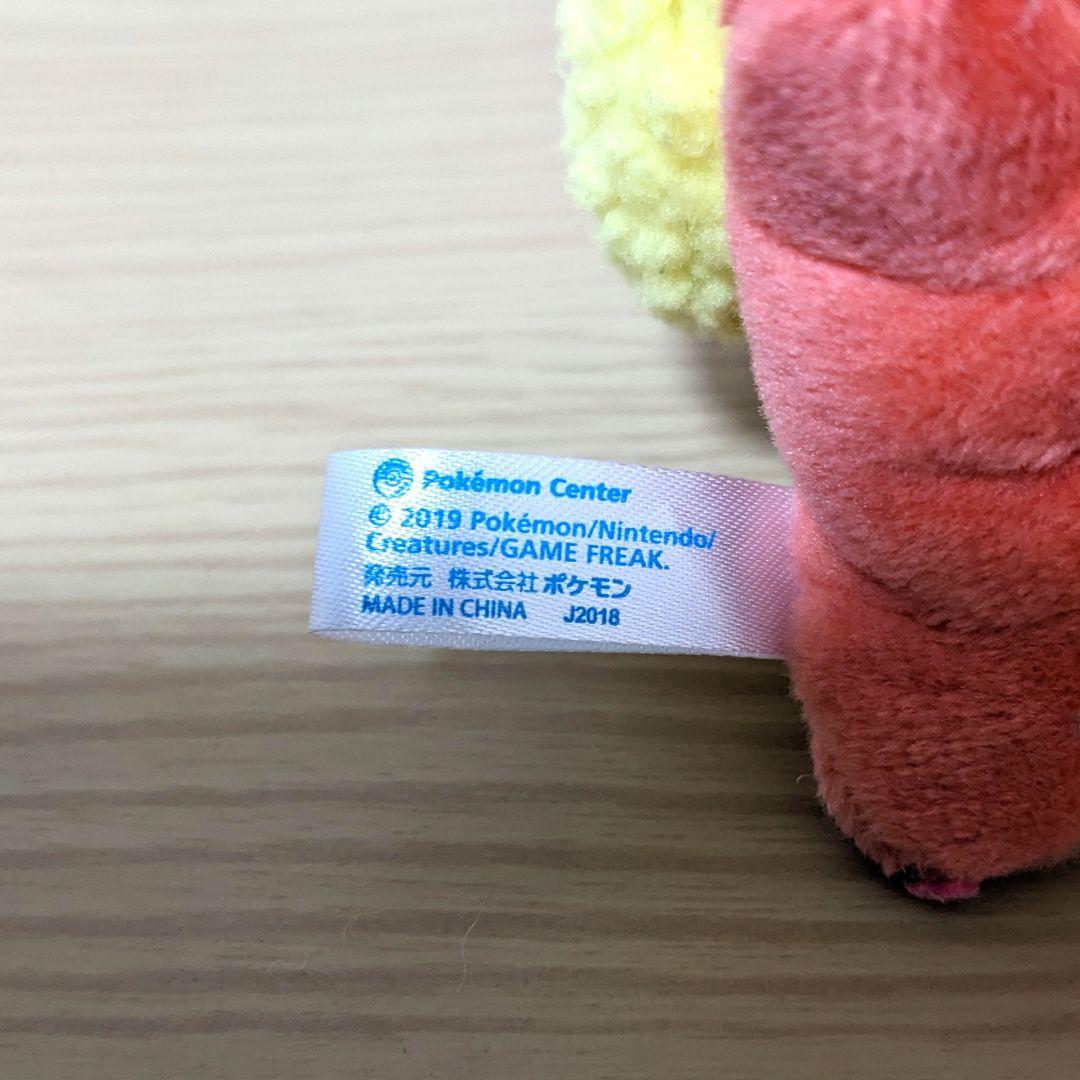 Pokémon Center
© 2019 Pokémon/Nintendo/
Creatures/GAME FREAK.
発売元 株式会社ポケモン
MADE IN CHINA J2018